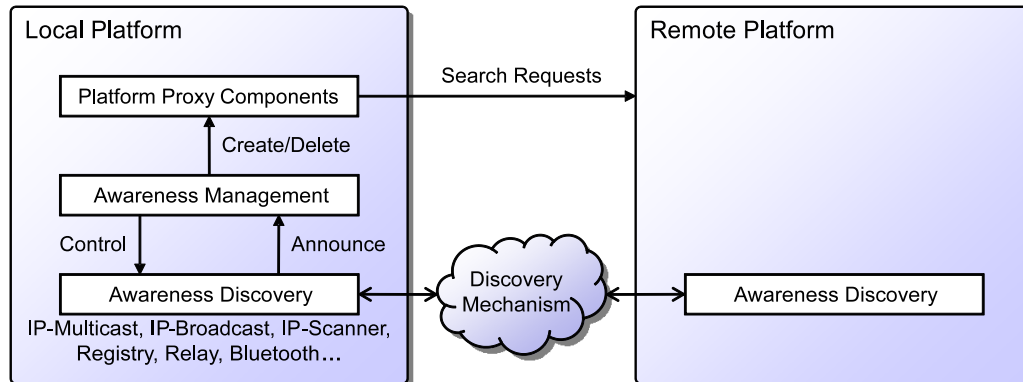 Local Platform
Remote Platform
Search Requests
Platform Proxy Components
Create/Delete
Awareness Management
Control
Announce
Discovery
Mechanism
Awareness Discovery
Awareness Discovery
IP-Multicast, IP-Broadcast, IP-Scanner,
Registry, Relay, Bluetooth…